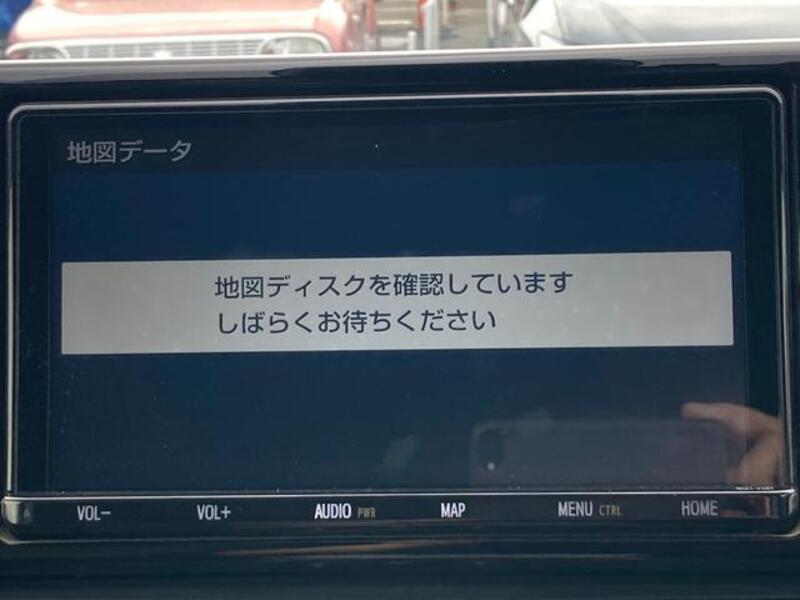 地図データ
地図ディスクを確認しています
しばらくお待ちください
VOL− VOL+ AUDIO PWR MAP MENU CTRL HOME